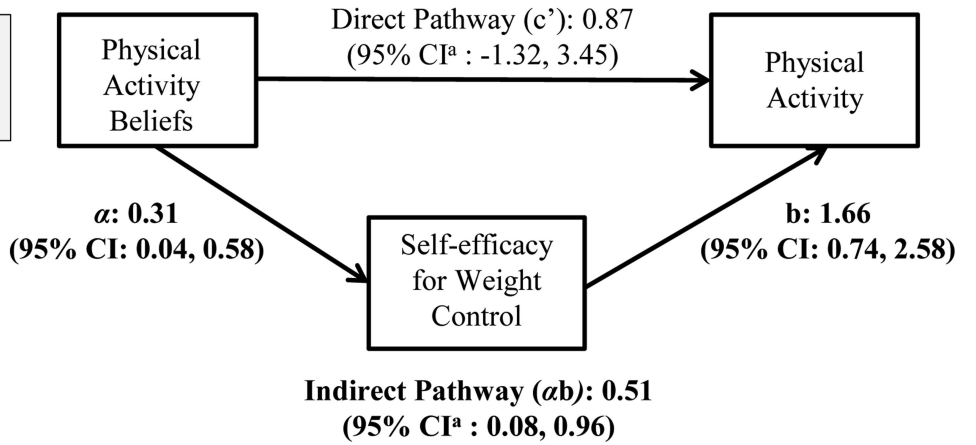 Direct Pathway (c’): 0.87
(95% CIᵃ : -1.32, 3.45)
Physical
Activity
Beliefs
Physical
Activity
α: 0.31
(95% CI: 0.04, 0.58)
b: 1.66
(95% CI: 0.74, 2.58)
Self-efficacy
for Weight
Control
Indirect Pathway (αb): 0.51
(95% CIᵃ : 0.08, 0.96)